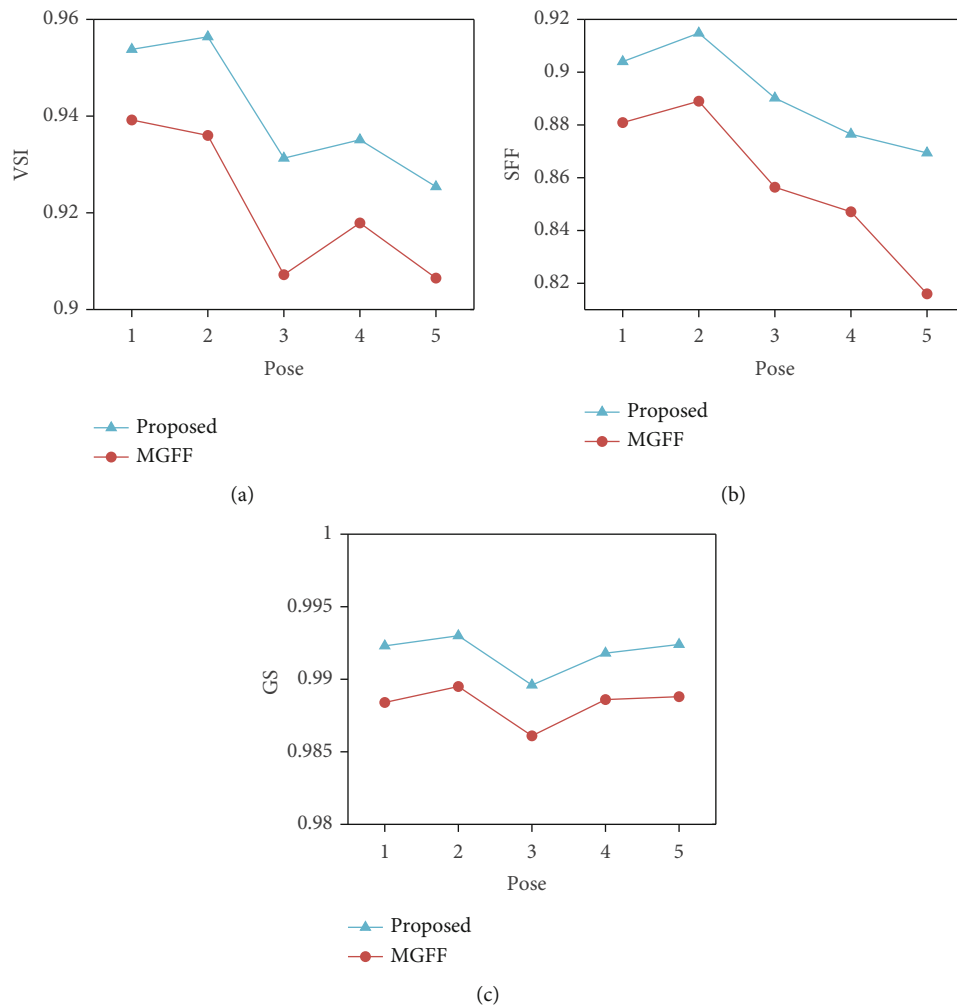 0.96
0.94
0.92
0.9
VSI
1 2 3 4 5
Pose
Proposed
MGFF
(a)
0.92
0.9
0.88
0.86
0.84
0.82
SFF
1 2 3 4 5
Pose
Proposed
MGFF
(b)
1
0.995
0.99
0.985
0.98
GS
1 2 3 4 5
Pose
Proposed
MGFF
(c)